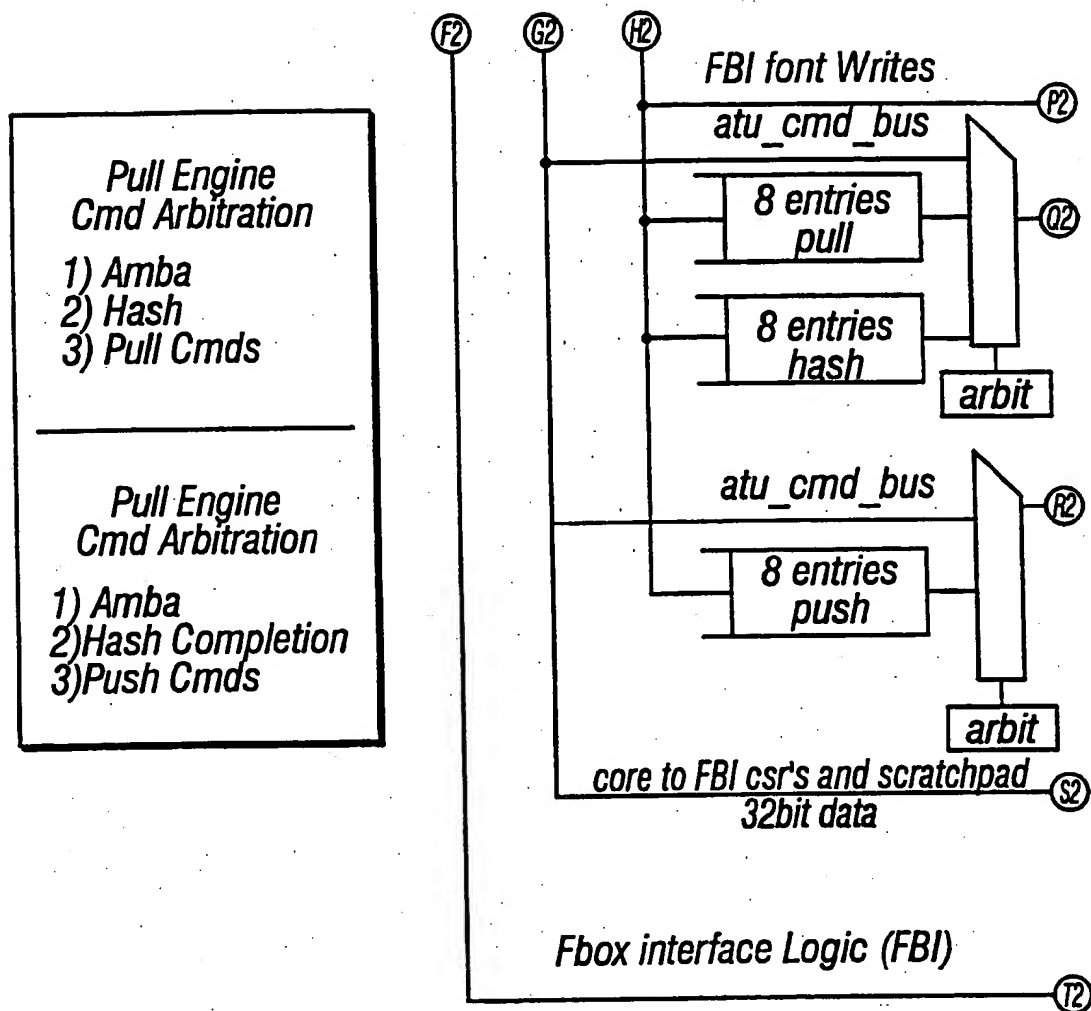 F2
G2
H2
FBI font Writes
P2
atu_cmd_bus
Pull Engine
Cmd Arbitration
1) Amba
2) Hash
3) Pull Cmds
8 entries
pull
Q2
8 entries
hash
arbit
Pull Engine
Cmd Arbitration
1) Amba
2)Hash Completion
3)Push Cmds
atu_cmd_bus
R2
8 entries
push
arbit
core to FBI csr's and scratchpad
32bit data
S2
Fbox interface Logic (FBI)
T2